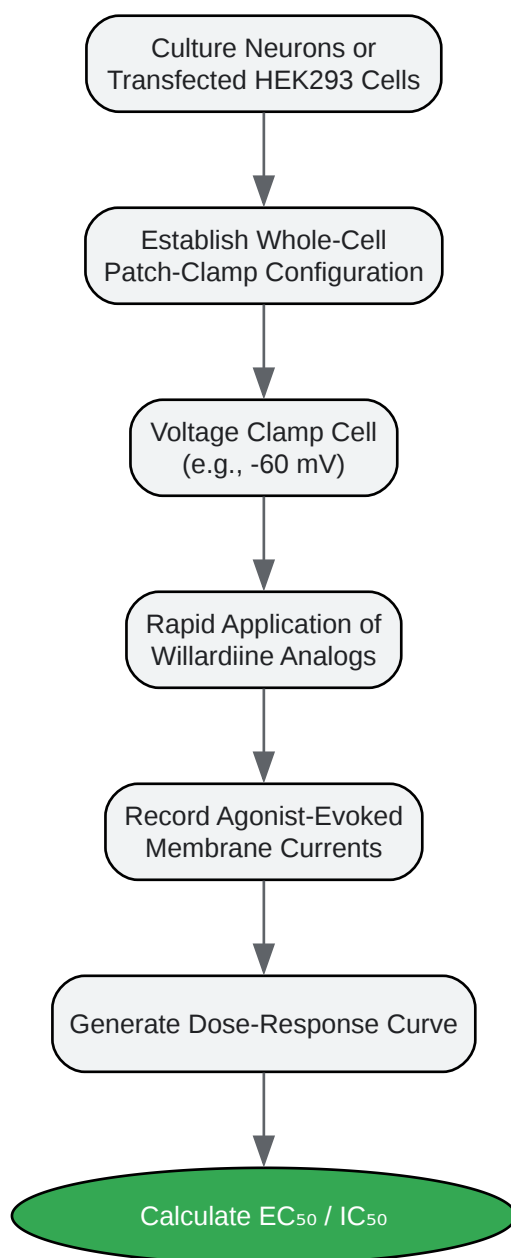 Culture Neurons or
Transfected HEK293 Cells
Establish Whole-Cell
Patch-Clamp Configuration
Voltage Clamp Cell
(e.g., -60 mV)
Rapid Application of
Willardiine Analogs
Record Agonist-Evoked
Membrane Currents
Generate Dose-Response Curve
Calculate EC₅₀ / IC₅₀